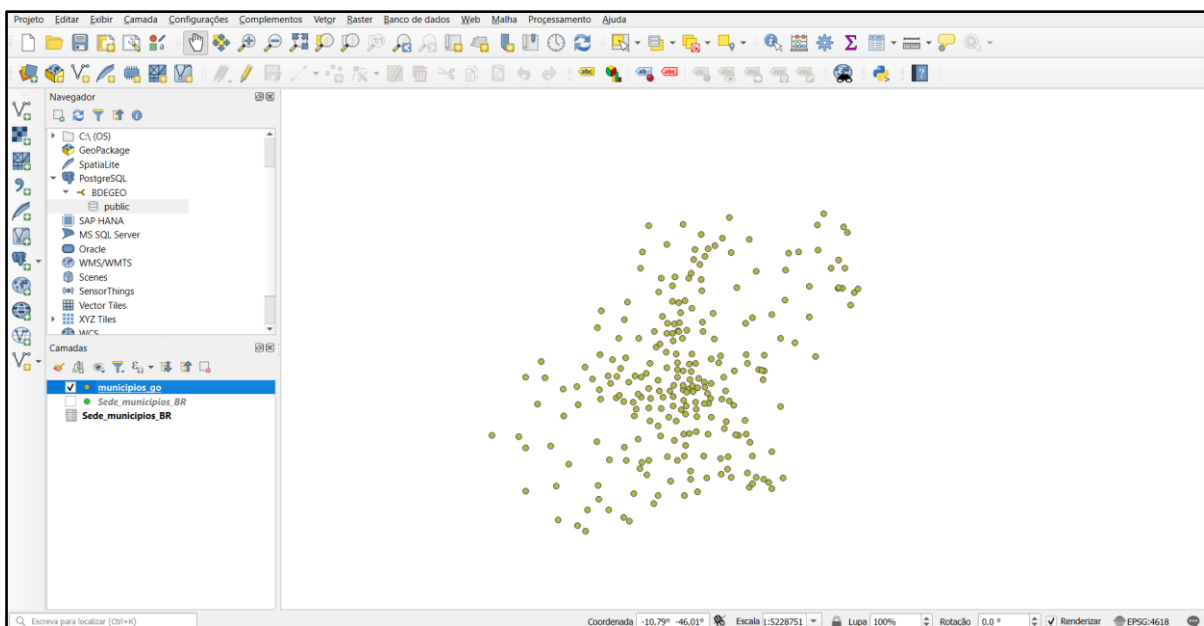 Projeto Editar Exibir Camada Configurações Complementos Vetor Raster Banco de dados Web Malha Processamento Ajuda
Navegador
C:\ (OS)
GeoPackage
SpatiaLite
PostgreSQL
BDEGEO
public
SAP HANA
MS SQL Server
Oracle
WMS/WMTS
Scenes
SensorThings
Vector Tiles
XYZ Tiles
WCS
Camadas
municipios_go
Sede_municipios_BR
Sede_municipios_BR
Escreva para localizar (Ctrl+K) Coordenada -10,79° -46,01° Escala 1:5228751 Lupa 100% Rotação 0,0 ° Renderizar EPSG:4618